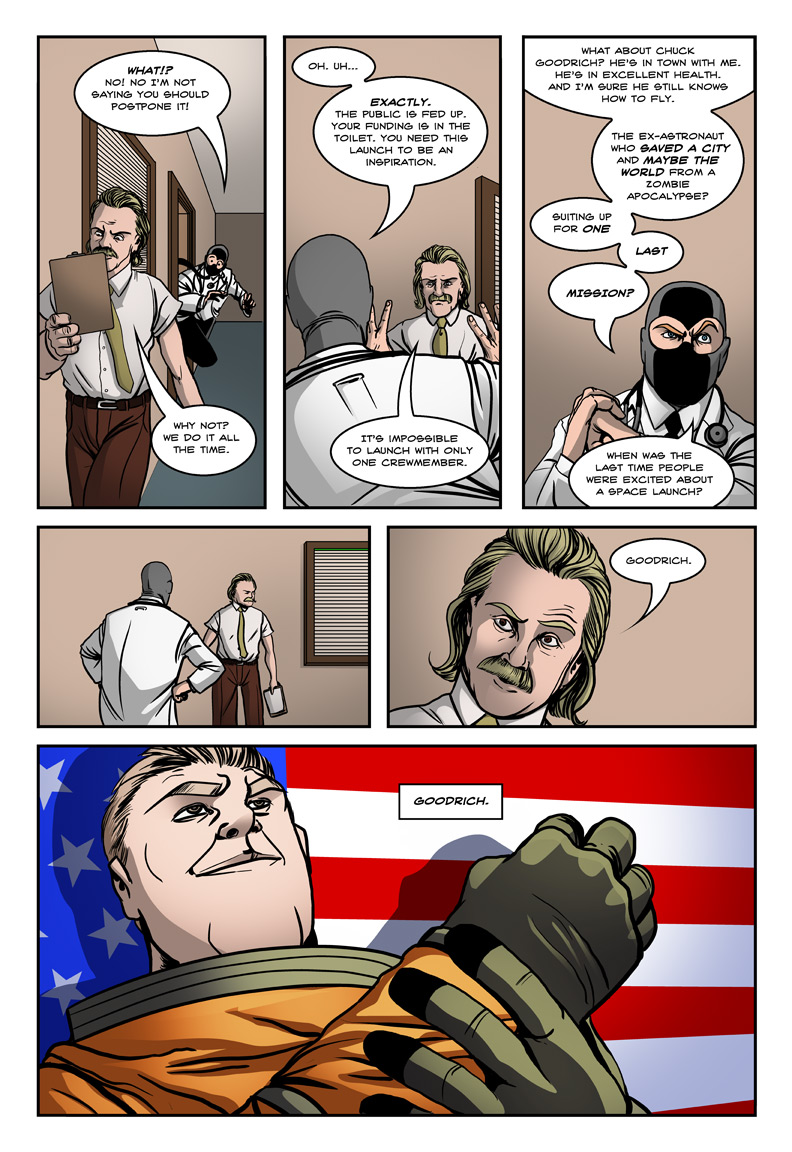 WHAT!?
NO! NO I'M NOT
SAYING YOU SHOULD
POSTPONE IT!
WHY NOT?
WE DO IT ALL
THE TIME.
OH. UH...
EXACTLY.
THE PUBLIC IS FED UP.
YOUR FUNDING IS IN THE
TOILET. YOU NEED THIS
LAUNCH TO BE AN
INSPIRATION.
IT'S IMPOSSIBLE
TO LAUNCH WITH ONLY
ONE CREWMEMBER.
WHAT ABOUT CHUCK
GOODRICH? HE'S IN TOWN WITH ME.
HE'S IN EXCELLENT HEALTH.
AND I'M SURE HE STILL KNOWS
HOW TO FLY.
THE EX-ASTRONAUT
WHO SAVED A CITY
AND MAYBE THE
WORLD FROM A
ZOMBIE
APOCALYPSE?
SUITING UP
FOR ONE
LAST
MISSION?
WHEN WAS THE
LAST TIME PEOPLE
WERE EXCITED ABOUT
A SPACE LAUNCH?
GOODRICH.
GOODRICH.